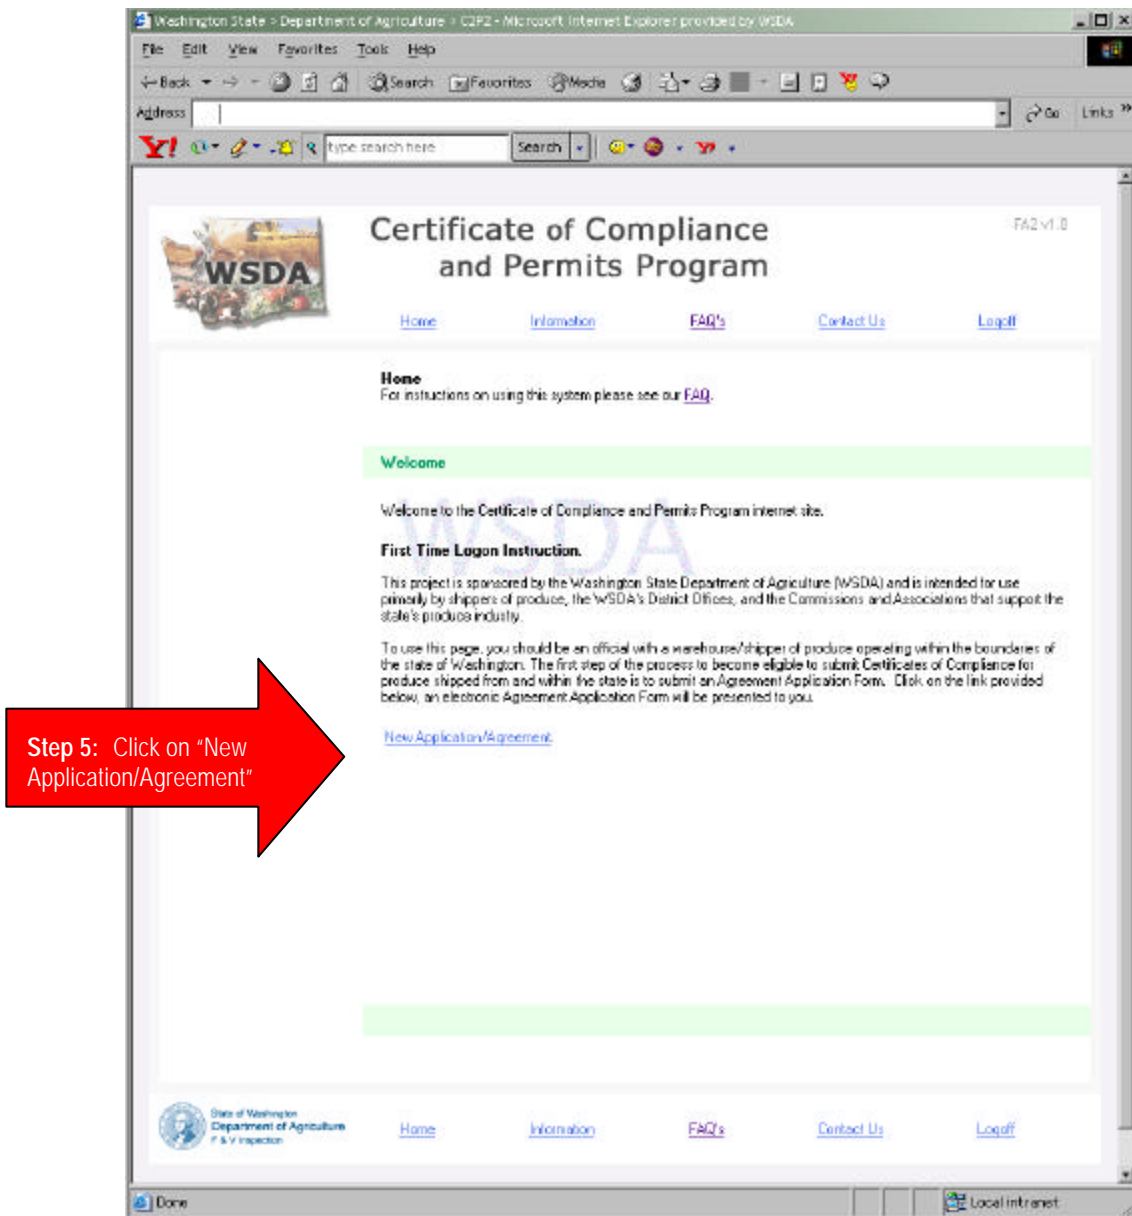 Washington State > Department of Agriculture > C2P2 - Microsoft Internet Explorer provided by WSDA
File Edit View Favorites Tools Help
Back Search Favorites Media
Address Go Links »
Y! type search here Search
WSDA
Certificate of Compliance
and Permits Program
FA2 v1.8
Home Information FAQ's Contact Us Logoff
Home
For instructions on using this system please see our FAQ.
Welcome
WSDA
Welcome to the Certificate of Compliance and Permits Program internet site.
First Time Logon Instruction.
This project is sponsored by the Washington State Department of Agriculture (WSDA) and is intended for use
primarily by shippers of produce, the WSDA's District Offices, and the Commissions and Associations that support the
state's produce industry.
To use this page, you should be an official with a warehouse/shipper of produce operating within the boundaries of
the state of Washington. The first step of the process to become eligible to submit Certificates of Compliance for
produce shipped from and within the state is to submit an Agreement Application Form. Click on the link provided
below, an electronic Agreement Application Form will be presented to you.
Step 5: Click on "New
Application/Agreement"
New Application/Agreement
State of Washington
Department of Agriculture
F & V Inspection
Home Information FAQ's Contact Us Logoff
Done Local intranet